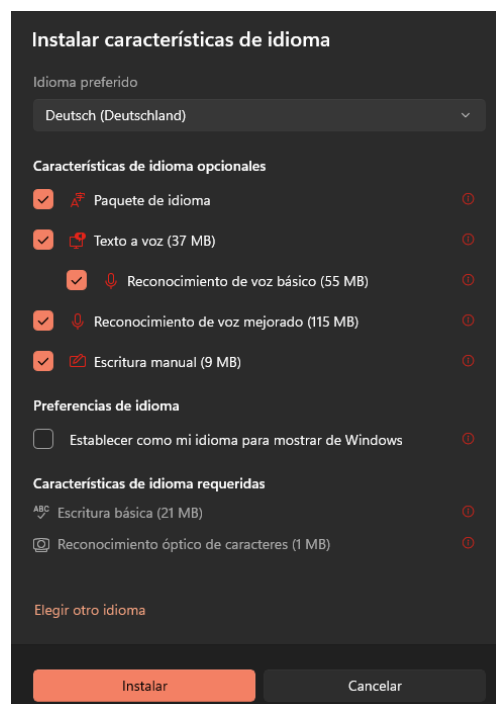 Instalar características de idioma
Idioma preferido
Deutsch (Deutschland)
Características de idioma opcionales
Paquete de idioma
Texto a voz (37 MB)
Reconocimiento de voz básico (55 MB)
Reconocimiento de voz mejorado (115 MB)
Escritura manual (9 MB)
Preferencias de idioma
Establecer como mi idioma para mostrar de Windows
Características de idioma requeridas
ABC Escritura básica (21 MB)
Reconocimiento óptico de caracteres (1 MB)
Elegir otro idioma
Instalar Cancelar